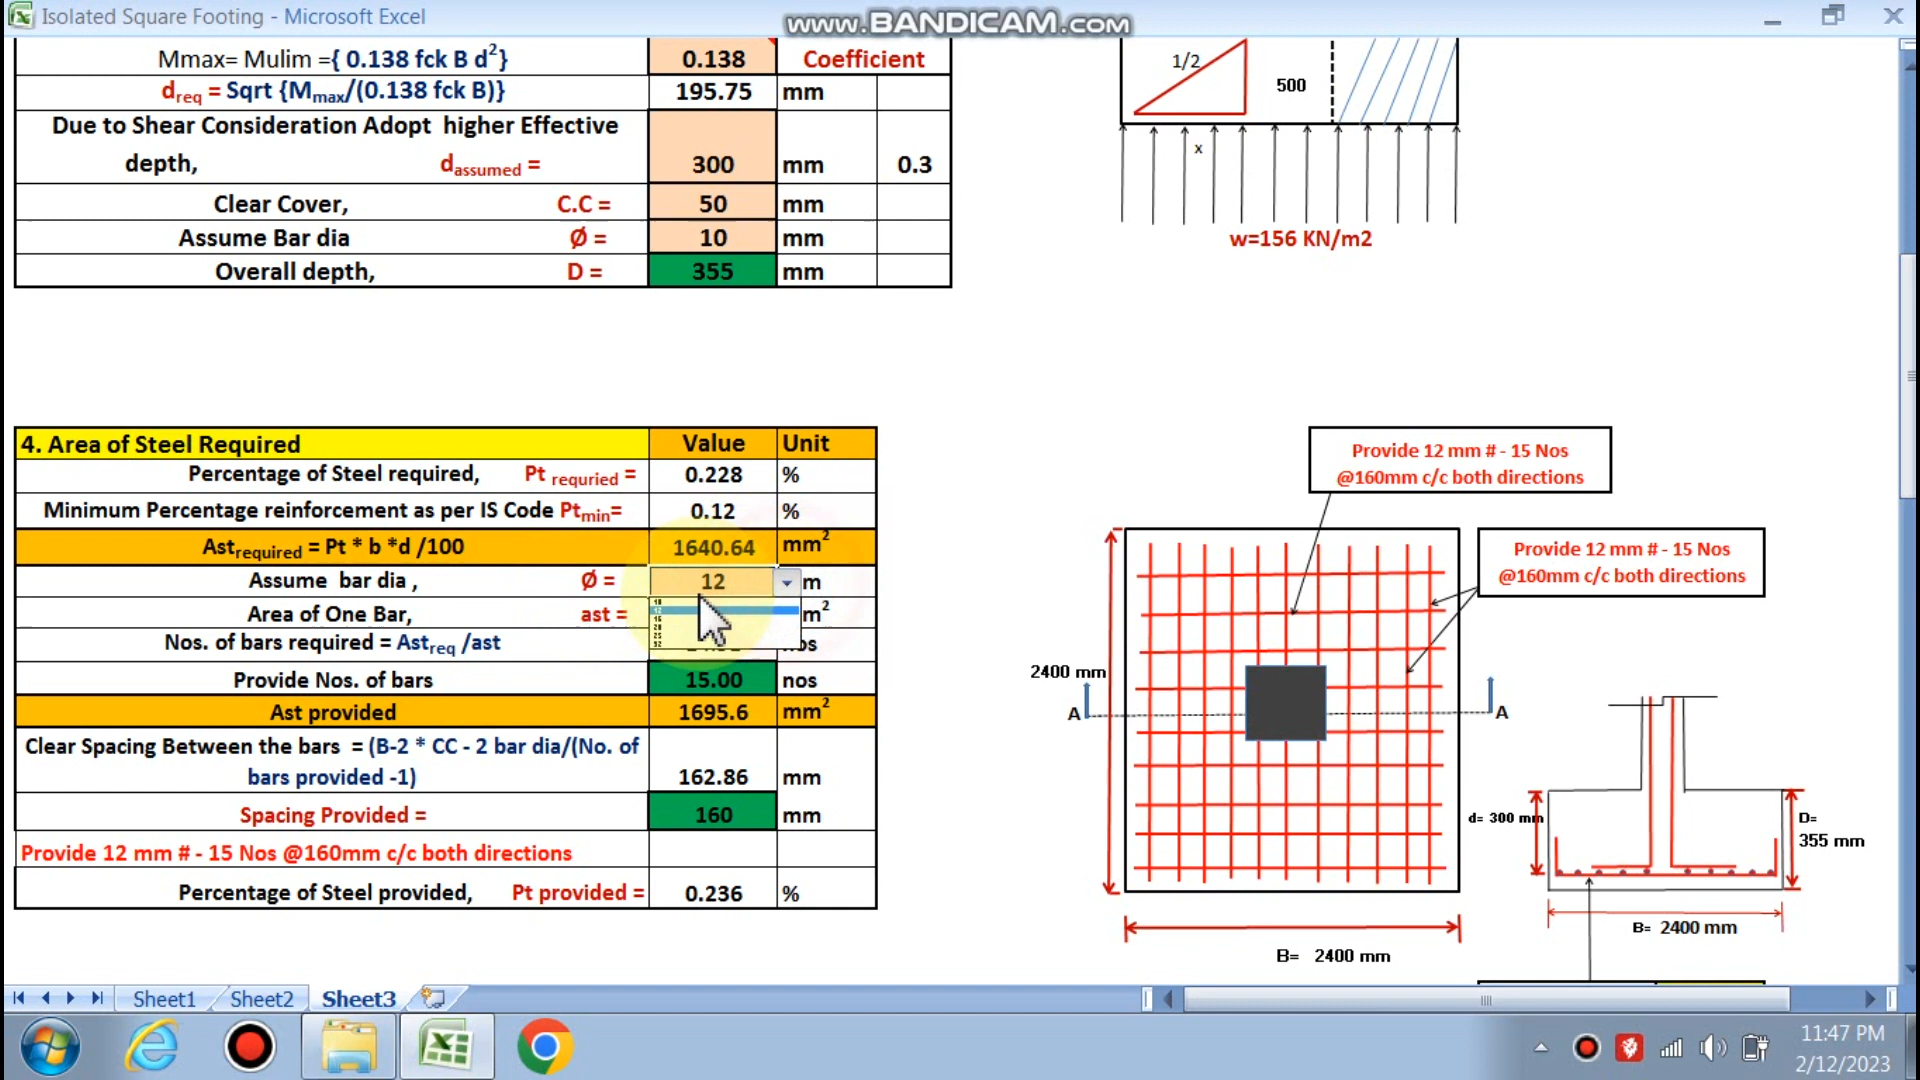 Isolated Square Footing - Microsoft Excel
www.BANDICAM.com
Mmax= Mulim ={ 0.138 fck B d²} 0.138 Coefficient
dreq = Sqrt {Mmax/(0.138 fck B)} 195.75 mm
Due to Shear Consideration Adopt higher Effective
depth, dassumed = 300 mm 0.3
Clear Cover, C.C = 50 mm
Assume Bar dia Ø = 10 mm
Overall depth, D = 355 mm
1/2
500
x
w=156 KN/m2
4. Area of Steel Required Value Unit
Percentage of Steel required, Pt requried = 0.228 %
Minimum Percentage reinforcement as per IS Code Ptmin= 0.12 %
Astrequired = Pt * b *d /100 1640.64 mm²
Assume bar dia , Ø = 12 m
Area of One Bar, ast = m²
Nos. of bars required = Astreq /ast
Provide Nos. of bars 15.00 nos
Ast provided 1695.6 mm²
Clear Spacing Between the bars = (B-2 * CC - 2 bar dia/(No. of
bars provided -1) 162.86 mm
Spacing Provided = 160 mm
Provide 12 mm # - 15 Nos @160mm c/c both directions
Percentage of Steel provided, Pt provided = 0.236 %
Provide 12 mm # - 15 Nos
@160mm c/c both directions
Provide 12 mm # - 15 Nos
@160mm c/c both directions
2400 mm
A
A
B= 2400 mm
d= 300 mm
D=
355 mm
B= 2400 mm
Sheet1 Sheet2 Sheet3
11:47 PM
2/12/2023